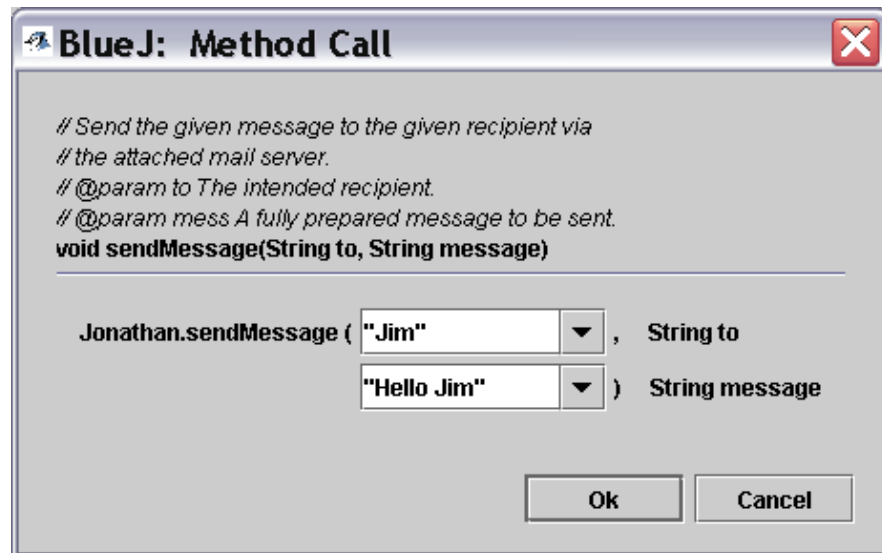 BlueJ: Method Call
// Send the given message to the given recipient via
// the attached mail server.
// @param to The intended recipient.
// @param mess A fully prepared message to be sent.
void sendMessage(String to, String message)
Jonathan.sendMessage ( "Jim" , String to
"Hello Jim" ) String message
Ok Cancel